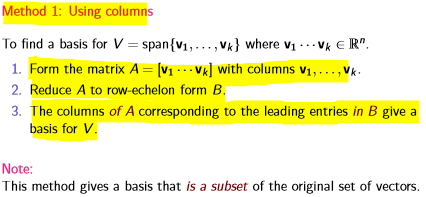 Method 1: Using columns
To find a basis for V = span{v₁, . . . , vₖ} where v₁ ··· vₖ ∈ ℝⁿ.
1. Form the matrix A = [v₁ ··· vₖ] with columns v₁, . . . , vₖ.
2. Reduce A to row-echelon form B.
3. The columns of A corresponding to the leading entries in B give a
basis for V.
Note:
This method gives a basis that is a subset of the original set of vectors.